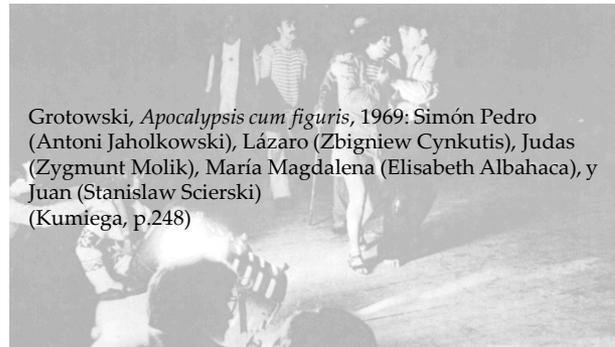 Grotowski, Apocalypsis cum figuris, 1969: Simón Pedro
(Antoni Jaholkowski), Lázaro (Zbigniew Cynkutis), Judas
(Zygmunt Molik), María Magdalena (Elisabeth Albahaca), y
Juan (Stanislaw Scierski)
(Kumiega, p.248)